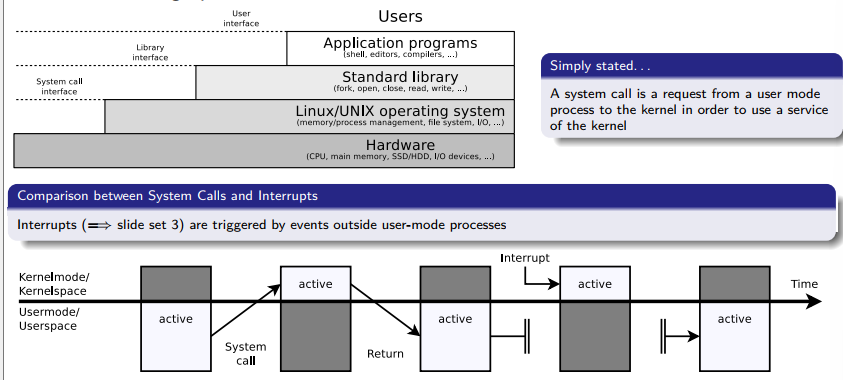 User
interface
Users
Library
interface
Application programs
(shell, editors, compilers, ...)
System call
interface
Standard library
(fork, open, close, read, write, ...)
Linux/UNIX operating system
(memory/process management, file system, I/O, ...)
Hardware
(CPU, main memory, SSD/HDD, I/O devices, ...)
Simply stated. . .
A system call is a request from a user mode
process to the kernel in order to use a service
of the kernel
Comparison between System Calls and Interrupts
Interrupts (⟹ slide set 3) are triggered by events outside user-mode processes
Interrupt
Kernelmode/
Kernelspace
active
active
Time
Usermode/
Userspace
active
active
active
System
call
Return